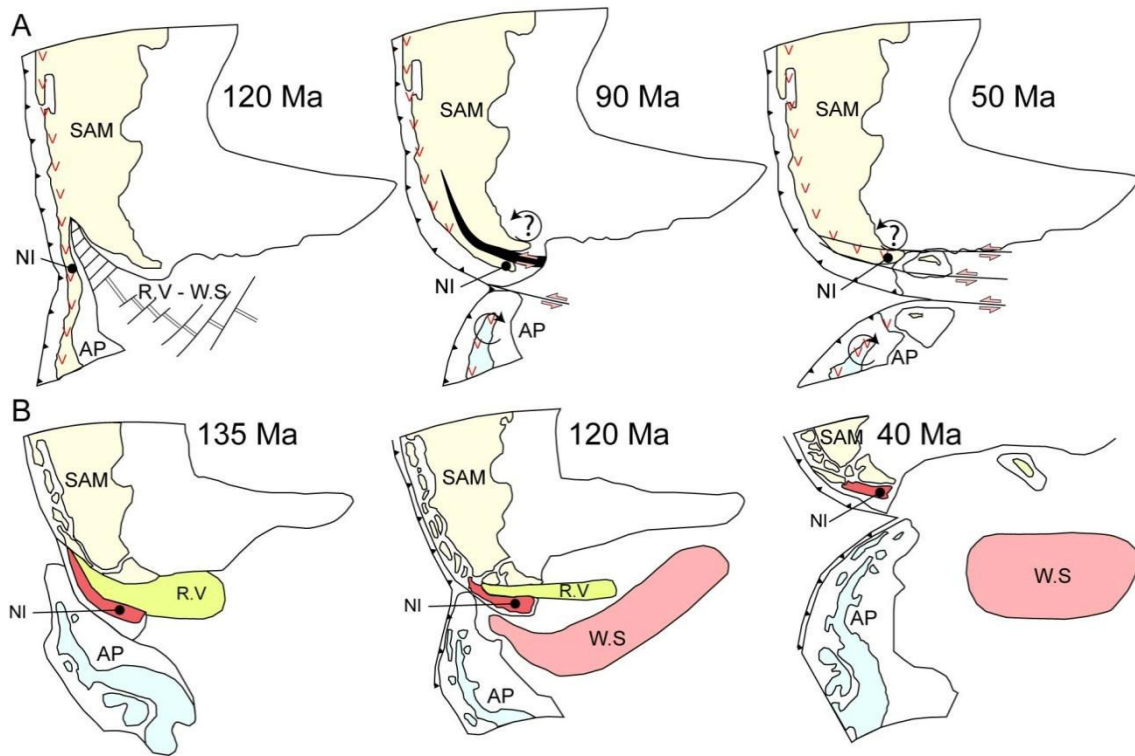 A
120 Ma
SAM
NI
R.V - W.S
AP
90 Ma
SAM
?
NI
AP
50 Ma
SAM
?
NI
AP
B
135 Ma
SAM
NI
R.V
AP
120 Ma
SAM
NI
R.V
W.S
AP
40 Ma
SAM
NI
W.S
AP